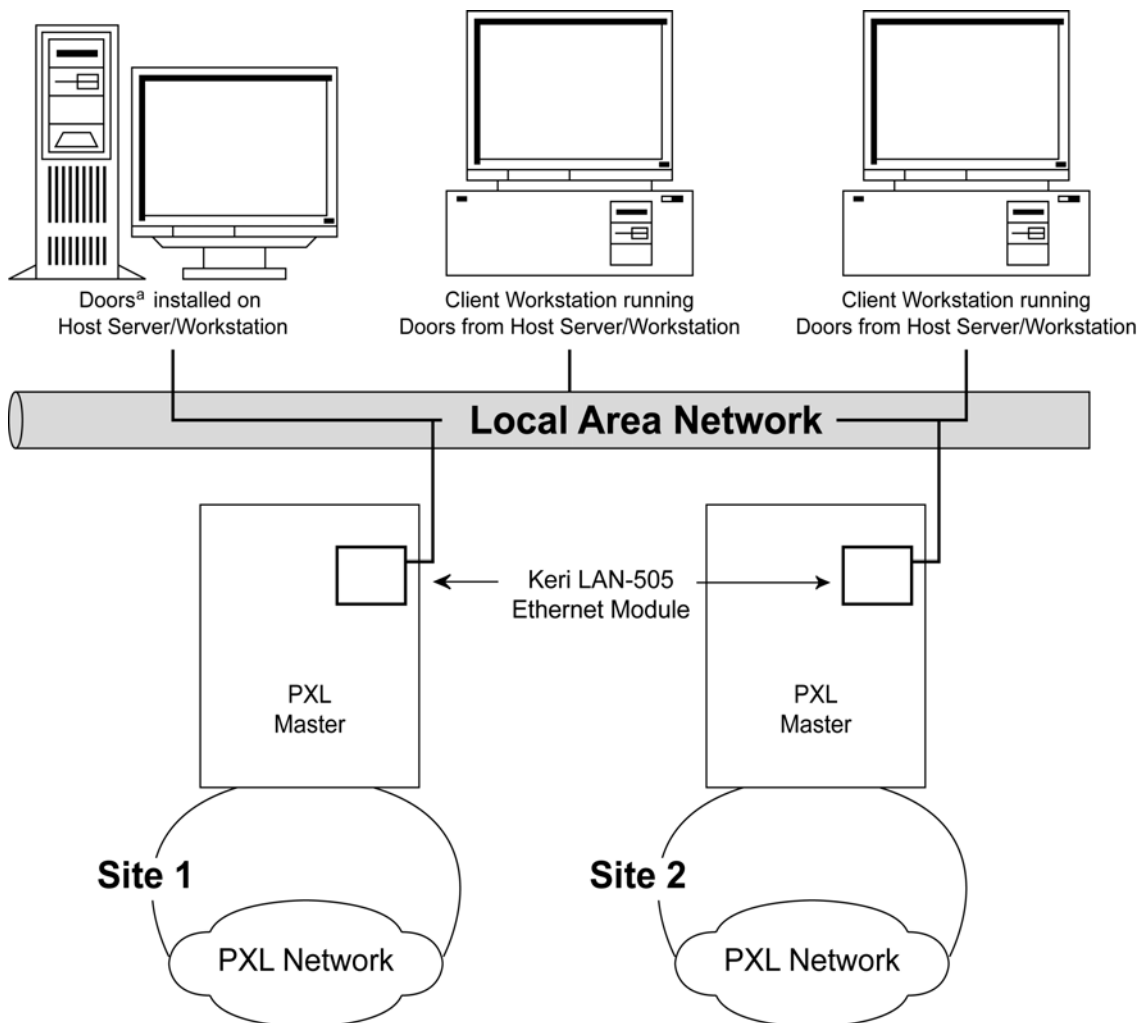 Doorsᵃ installed on
Host Server/Workstation
Client Workstation running
Doors from Host Server/Workstation
Client Workstation running
Doors from Host Server/Workstation
Local Area Network
Keri LAN-505
Ethernet Module
PXL
Master
PXL
Master
Site 1
Site 2
PXL Network
PXL Network